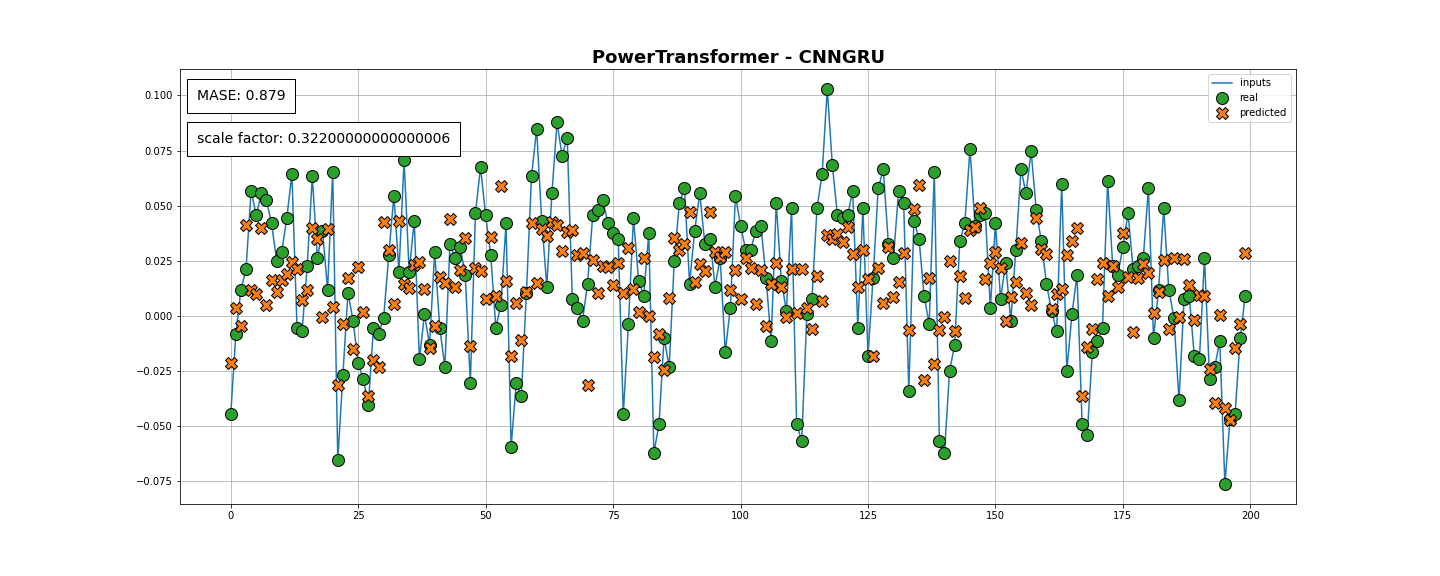 PowerTransformer - CNNGRU
MASE: 0.879
scale factor: 0.32200000000000006
inputs
real
predicted
0.100
0.075
0.050
0.025
0.000
−0.025
−0.050
−0.075
0 25 50 75 100 125 150 175 200